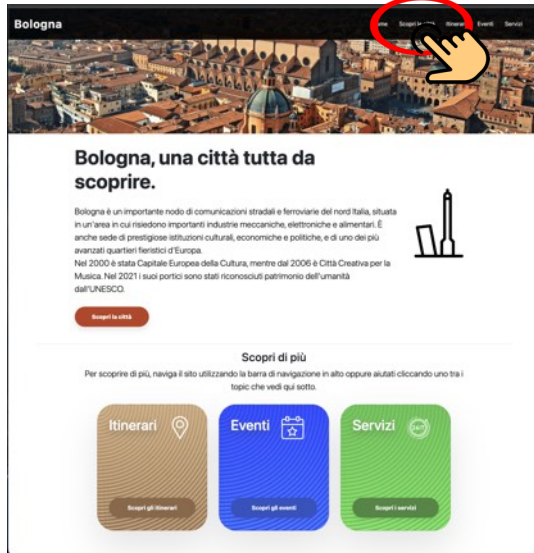 Bologna
Scopri la città Itinerari Eventi Servizi
Bologna, una città tutta da
scoprire.
Bologna è un importante nodo di comunicazioni stradali e ferroviarie del nord Italia, situata
in un'area in cui risiedono importanti industrie meccaniche, elettroniche e alimentari. È
anche sede di prestigiose istituzioni culturali, economiche e politiche, e di uno dei più
avanzati quartieri fieristici d'Europa.
Nel 2000 è stata Capitale Europea della Cultura, mentre dal 2006 è Città Creativa per la
Musica. Nel 2021 i suoi portici sono stati riconosciuti patrimonio dell'umanità
dall'UNESCO.
Scopri la città
Scopri di più
Per scoprire di più, naviga il sito utilizzando la barra di navigazione in alto oppure aiutati cliccando uno tra i
topic che vedi qui sotto.
Itinerari Eventi Servizi
24/7
Scopri gli itinerari Scopri gli eventi Scopri i servizi